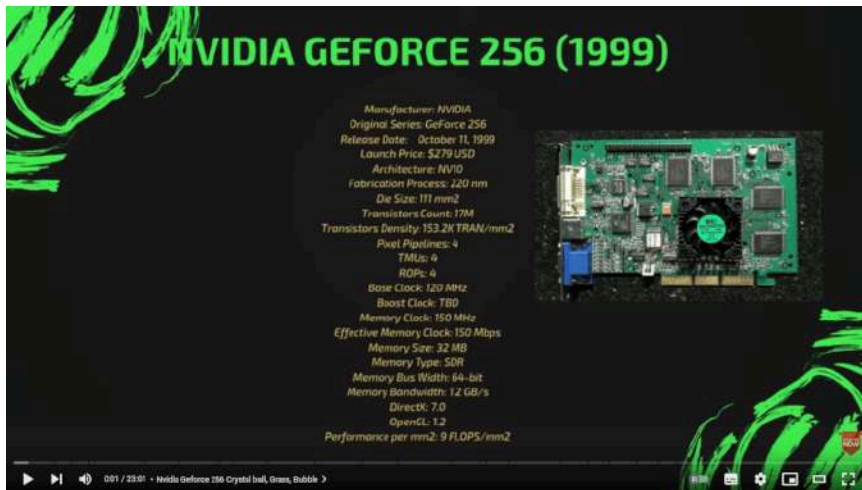 NVIDIA GEFORCE 256 (1999)
Manufacturer: NVIDIA
Original Series: GeForce 256
Release Date: October 11, 1999
Launch Price: $279 USD
Architecture: NV10
Fabrication Process: 220 nm
Die Size: 111 mm2
Transistors Count: 17M
Transistors Density: 153.2K TRAN/mm2
Pixel Pipelines: 4
TMUs: 4
ROPs: 4
Base Clock: 120 MHz
Boost Clock: TBD
Memory Clock: 150 MHz
Effective Memory Clock: 150 Mbps
Memory Size: 32 MB
Memory Type: SDR
Memory Bus Width: 64-bit
Memory Bandwidth: 1.2 GB/s
DirectX: 7.0
OpenGL: 1.2
Performance per mm2: 9 FLOPS/mm2
0:01 / 23:01 • Nvidia Geforce 256 Crystal ball, Grass, Bubble >